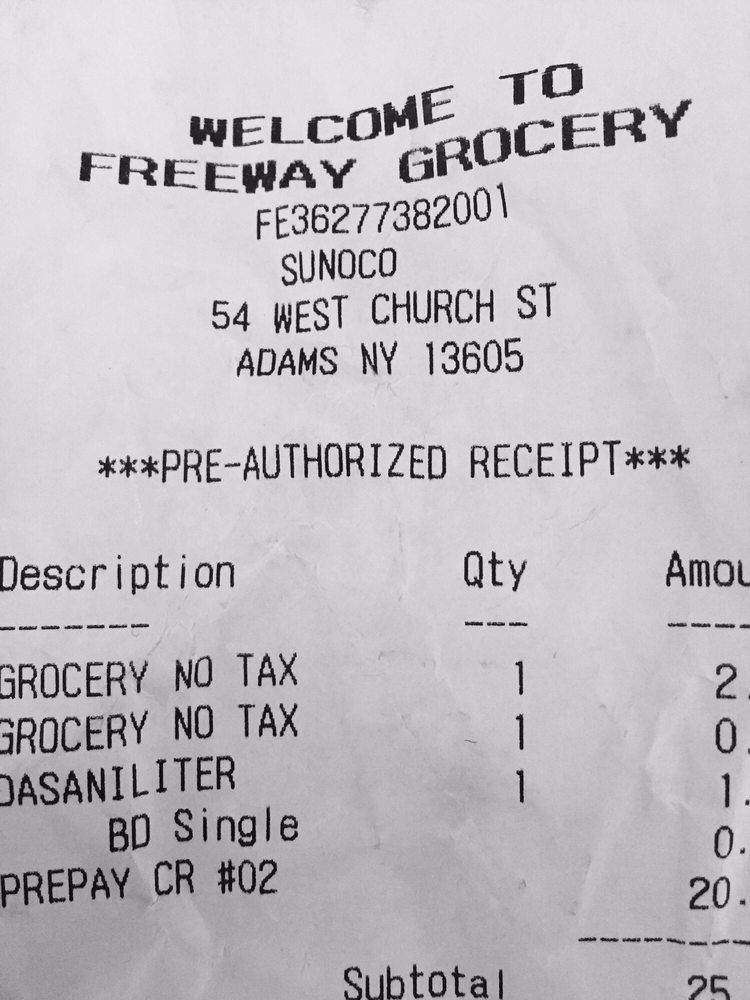 WELCOME TO
FREEWAY GROCERY
FE36277382001
SUNOCO
54 WEST CHURCH ST
ADAMS NY 13605
***PRE-AUTHORIZED RECEIPT***
Description Qty Amou
------- --- ----
GROCERY NO TAX 1 2.
GROCERY NO TAX 1 0.
DASANILITER 1 1.
BD Single 0.
PREPAY CR #02 20.
--------
Subtotal 25